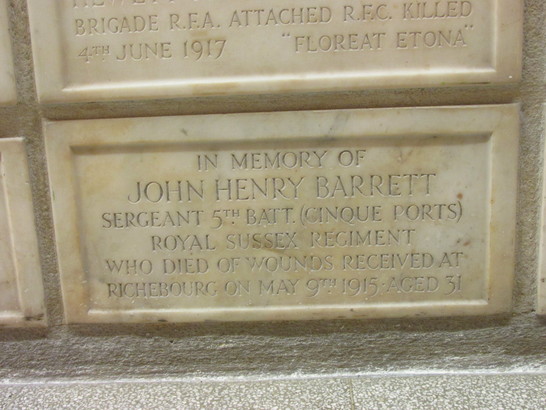 BRIGADE R.F.A. ATTACHED R.F.C. KILLED
4TH JUNE 1917 "FLOREAT ETONA"
IN MEMORY OF
JOHN HENRY BARRETT
SERGEANT 5TH BATT. (CINQUE PORTS)
ROYAL SUSSEX REGIMENT
WHO DIED OF WOUNDS RECEIVED AT
RICHEBOURG ON MAY 9TH 1915 · AGED 31